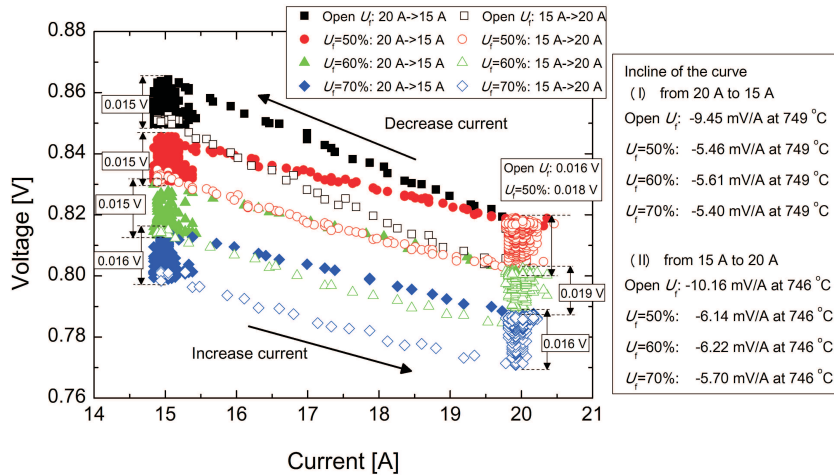 Open Uf: 20 A->15 A
Open Uf: 15 A->20 A
Uf=50%: 20 A->15 A
Uf=50%: 15 A->20 A
Uf=60%: 20 A->15 A
Uf=60%: 15 A->20 A
Uf=70%: 20 A->15 A
Uf=70%: 15 A->20 A
0.88
0.86
0.84
0.82
0.80
0.78
0.76
Voltage [V]
0.015 V
0.015 V
0.015 V
0.016 V
Decrease current
Open Uf: 0.016 V
Uf=50%: 0.018 V
0.019 V
0.016 V
Increase current
14
15
16
17
18
19
20
21
Current [A]
Incline of the curve
(I) from 20 A to 15 A
Open Uf: -9.45 mV/A at 749 °C
Uf=50%: -5.46 mV/A at 749 °C
Uf=60%: -5.61 mV/A at 749 °C
Uf=70%: -5.40 mV/A at 749 °C
(II) from 15 A to 20 A
Open Uf: -10.16 mV/A at 746 °C
Uf=50%: -6.14 mV/A at 746 °C
Uf=60%: -6.22 mV/A at 746 °C
Uf=70%: -5.70 mV/A at 746 °C